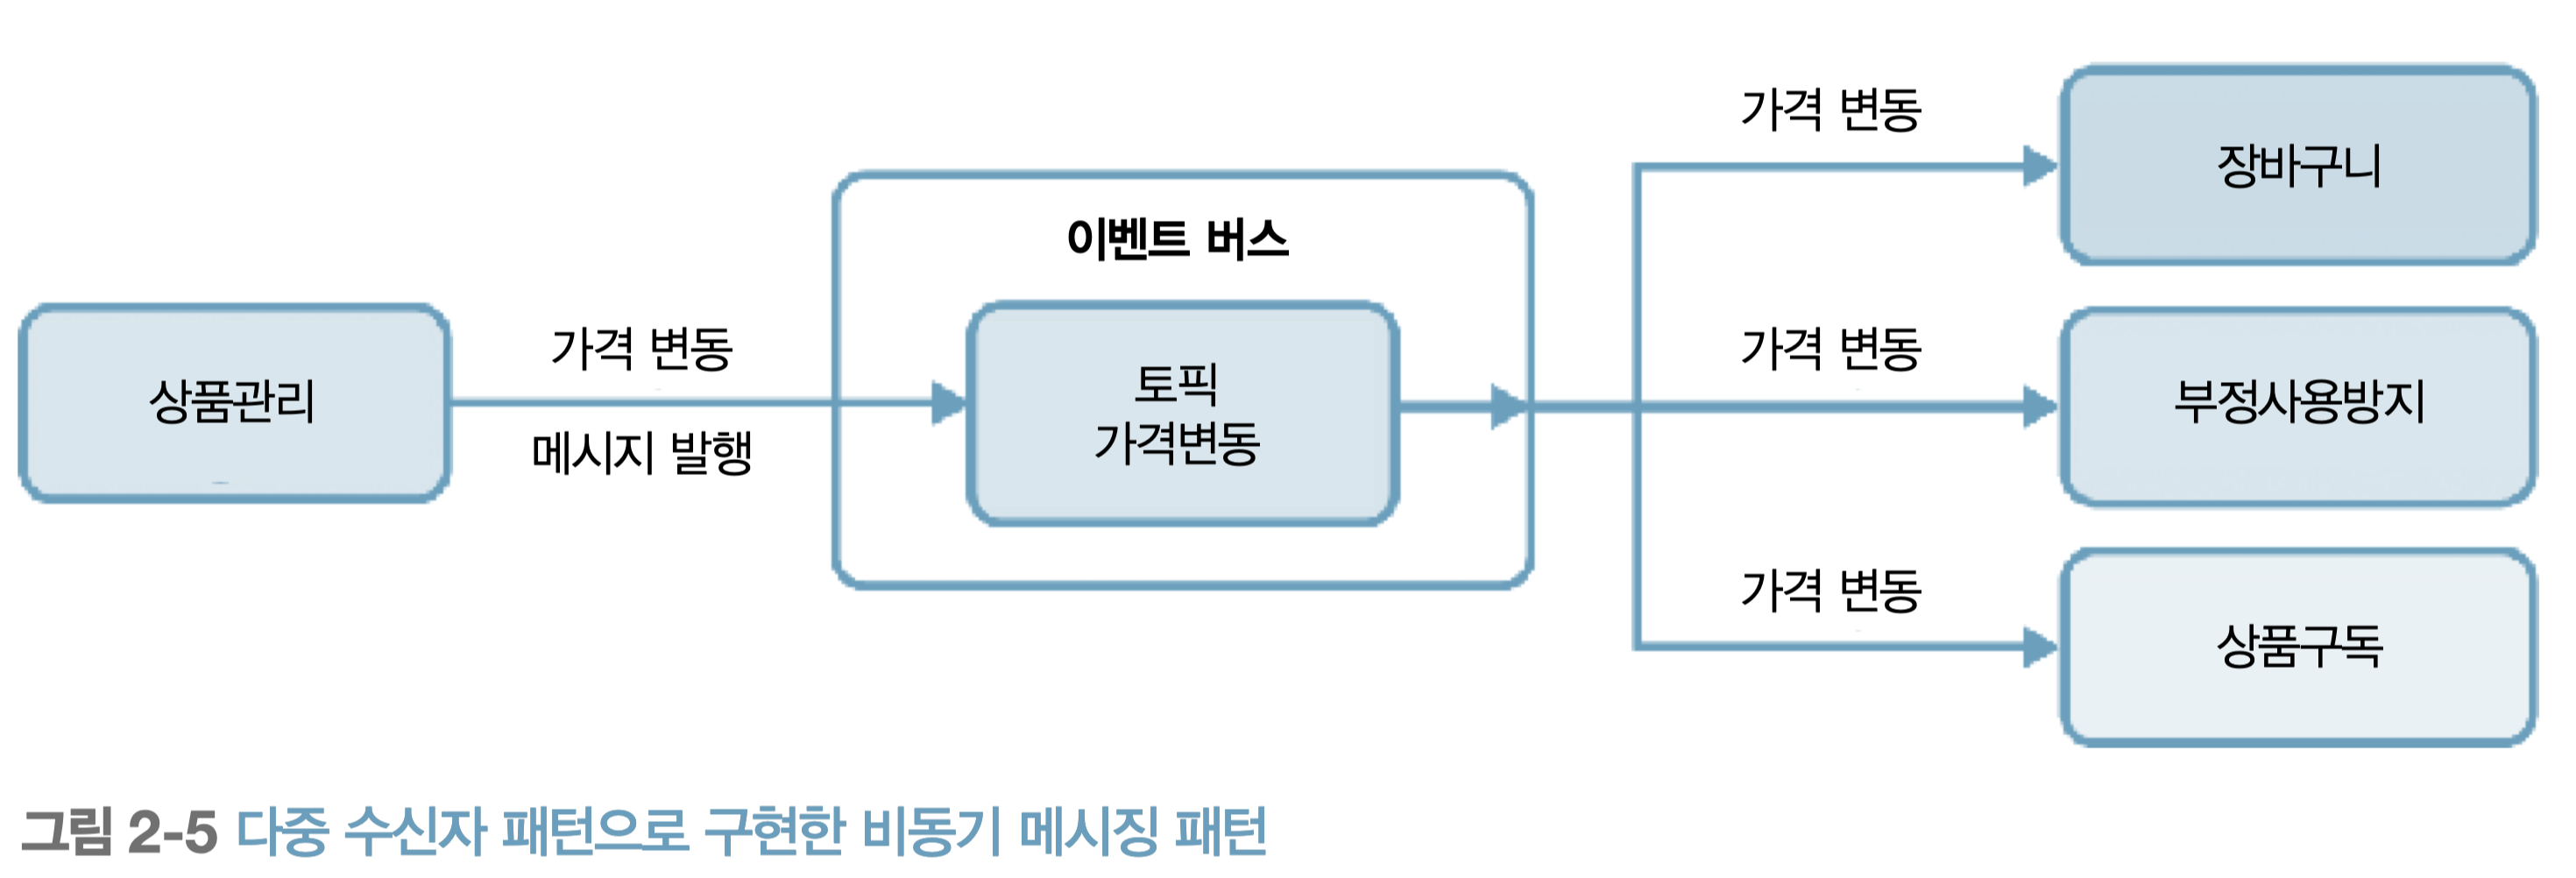 상품관리
가격 변동
메시지 발행
이벤트 버스
토픽
가격변동
가격 변동
장바구니
가격 변동
부정사용방지
가격 변동
상품구독
그림 2-5 다중 수신자 패턴으로 구현한 비동기 메시징 패턴